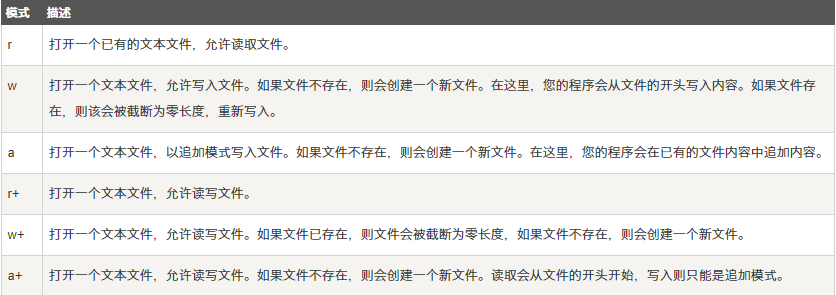 模式 描述
r 打开一个已有的文本文件，允许读取文件。
w 打开一个文本文件，允许写入文件。如果文件不存在，则会创建一个新文件。在这里，您的程序会从文件的开头写入内容。如果文件存
在，则该会被截断为零长度，重新写入。
a 打开一个文本文件，以追加模式写入文件。如果文件不存在，则会创建一个新文件。在这里，您的程序会在已有的文件内容中追加内容。
r+ 打开一个文本文件，允许读写文件。
w+ 打开一个文本文件，允许读写文件。如果文件已存在，则文件会被截断为零长度，如果文件不存在，则会创建一个新文件。
a+ 打开一个文本文件，允许读写文件。如果文件不存在，则会创建一个新文件。读取会从文件的开头开始，写入则只能是追加模式。